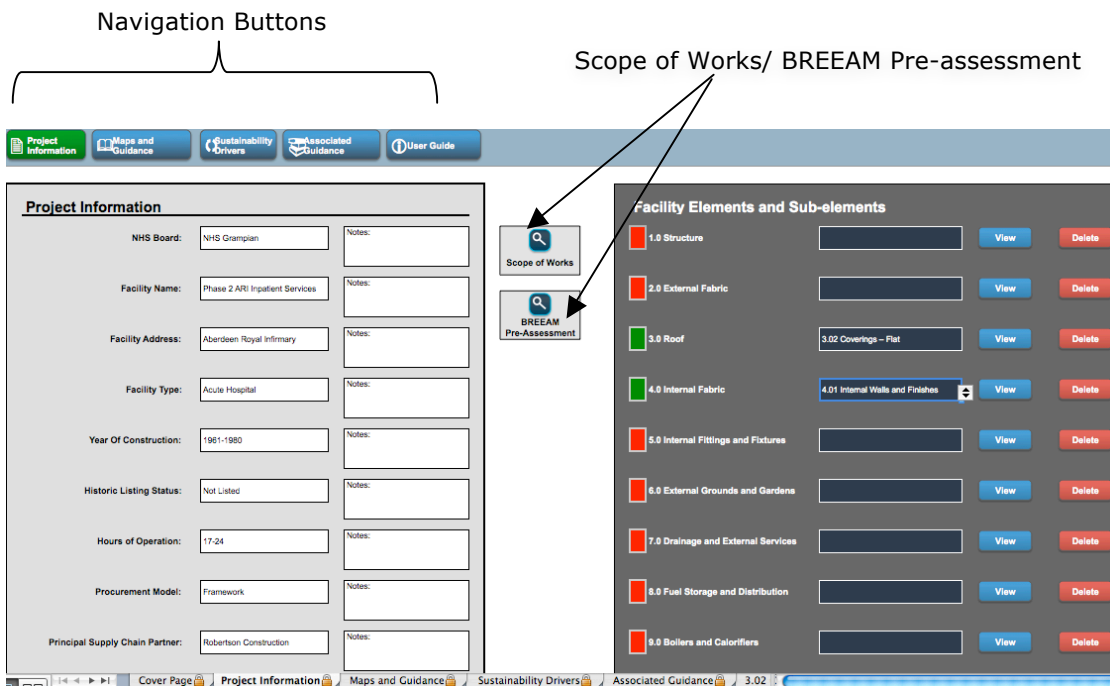 Navigation Buttons
Scope of Works/ BREEAM Pre-assessment
Project
Information
Maps and
Guidance
Sustainability
Drivers
Associated
Guidance
User Guide
Project Information
NHS Board:
NHS Grampian
Notes:
Facility Name:
Phase 2 ARI Inpatient Services
Notes:
Facility Address:
Aberdeen Royal Infirmary
Notes:
Facility Type:
Acute Hospital
Notes:
Year Of Construction:
1961-1980
Notes:
Historic Listing Status:
Not Listed
Notes:
Hours of Operation:
17-24
Notes:
Procurement Model:
Framework
Notes:
Principal Supply Chain Partner:
Robertson Construction
Notes:
Scope of Works
BREEAM
Pre-Assessment
Facility Elements and Sub-elements
1.0 Structure
View
Delete
2.0 External Fabric
View
Delete
3.0 Roof
3.02 Coverings – Flat
View
Delete
4.0 Internal Fabric
4.01 Internal Walls and Finishes
View
Delete
5.0 Internal Fittings and Fixtures
View
Delete
6.0 External Grounds and Gardens
View
Delete
7.0 Drainage and External Services
View
Delete
8.0 Fuel Storage and Distribution
View
Delete
9.0 Boilers and Calorifiers
View
Delete
Cover Page
Project Information
Maps and Guidance
Sustainability Drivers
Associated Guidance
3.02